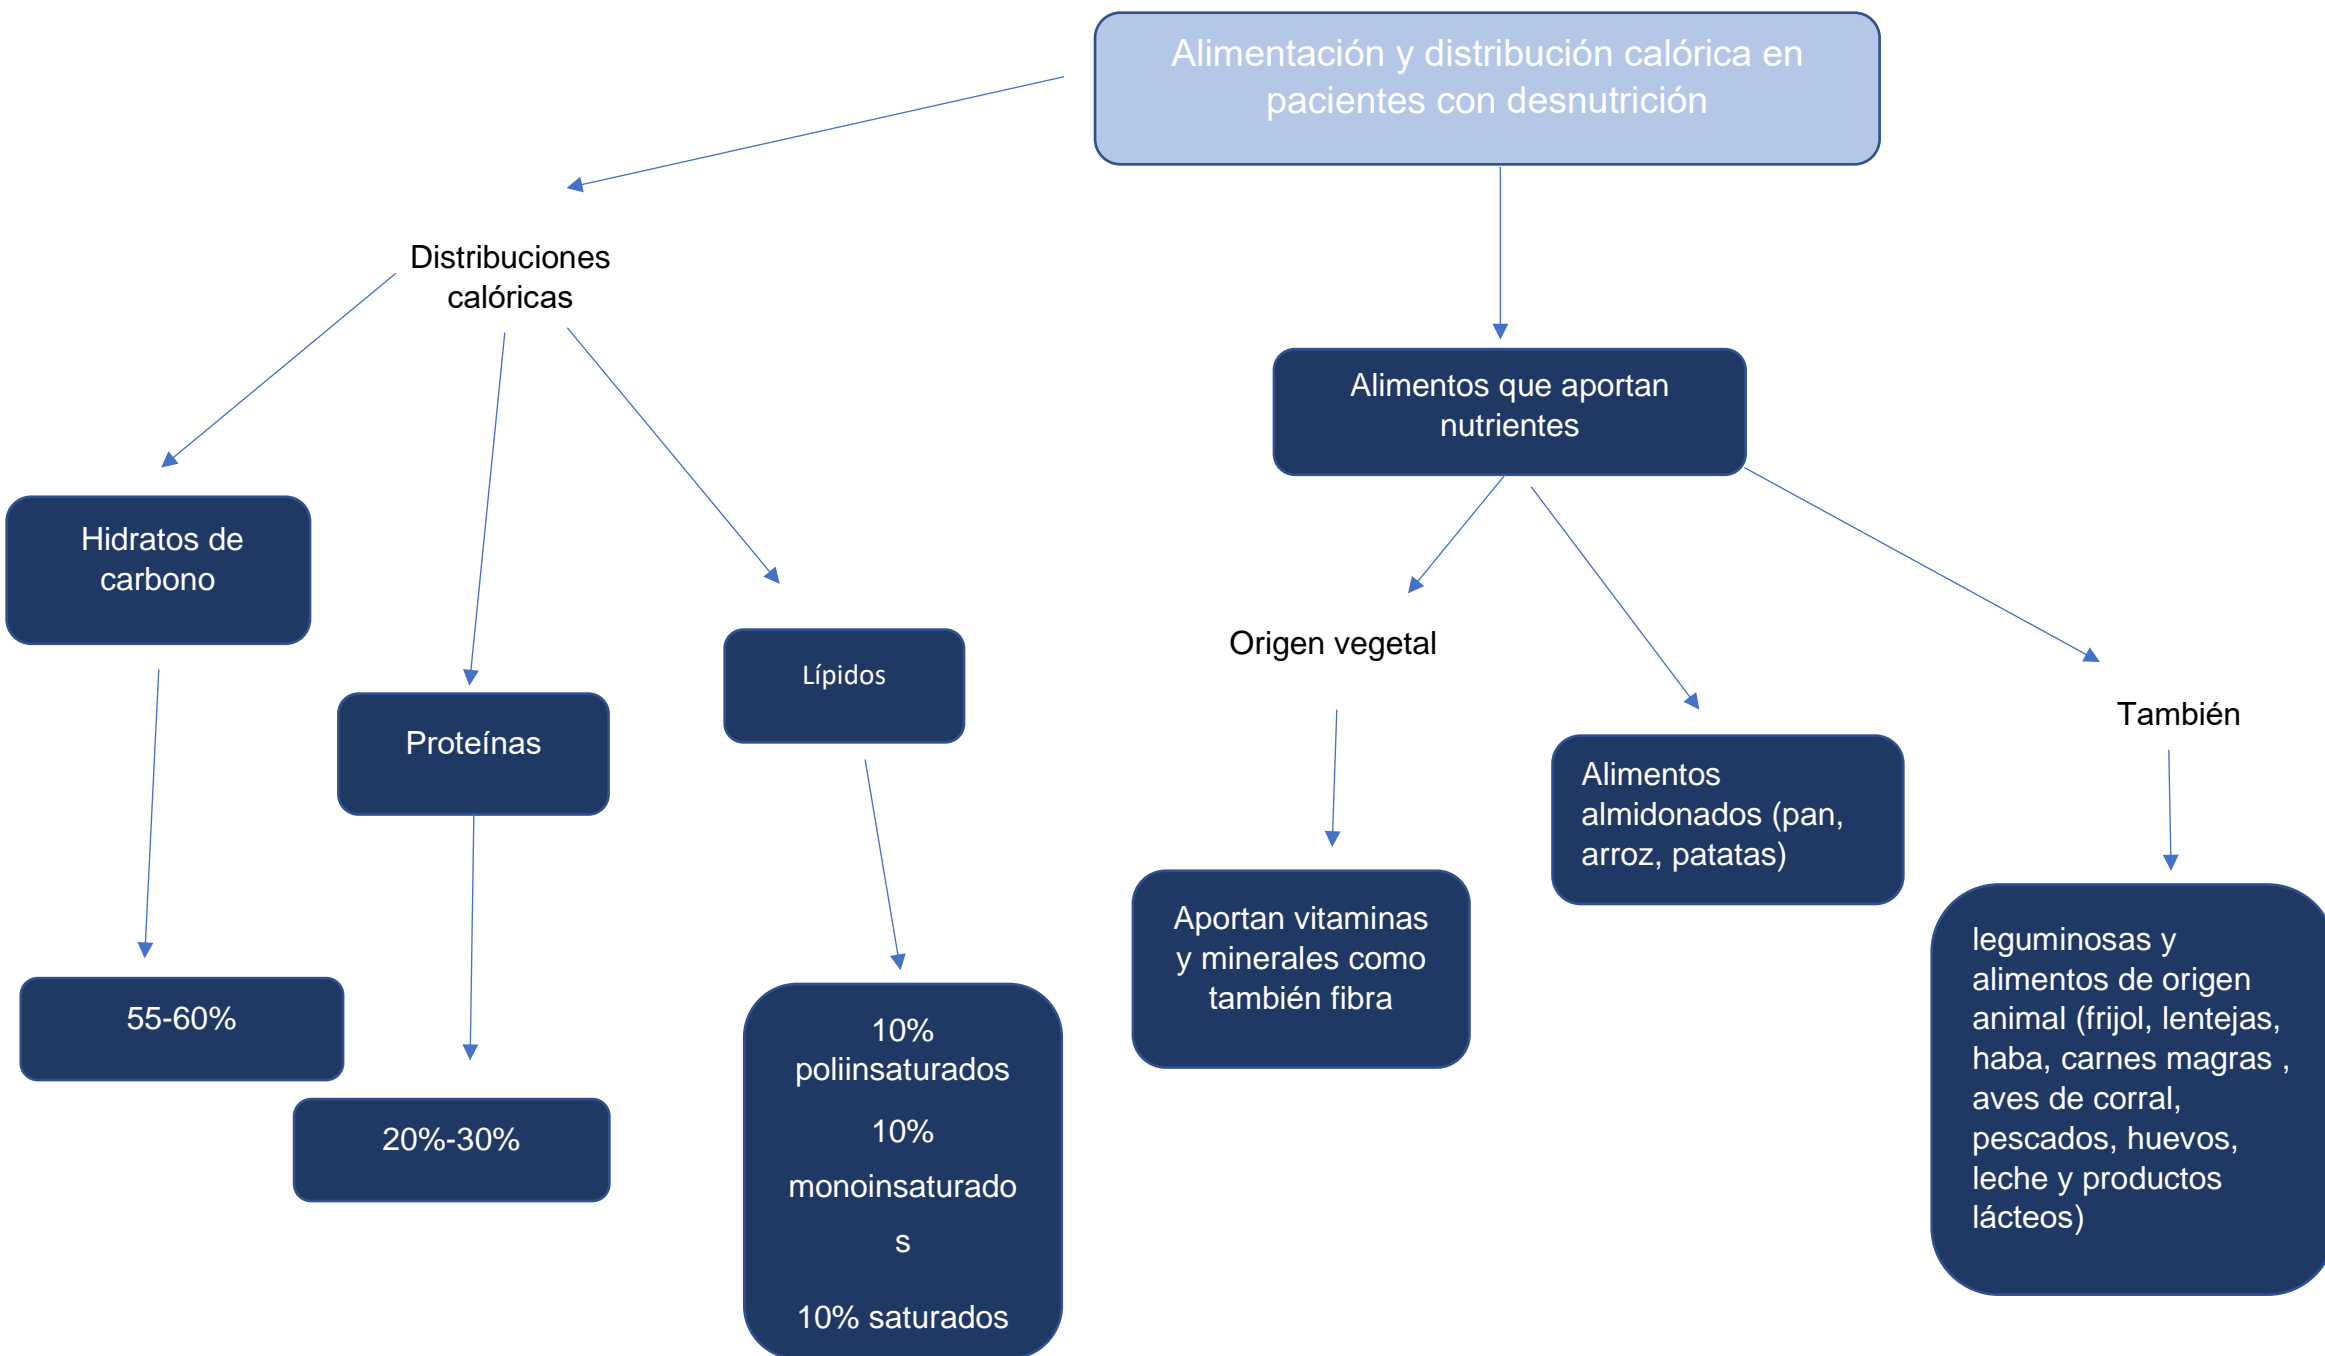 Alimentación y distribución calórica en
pacientes con desnutrición
Distribuciones
calóricas
Hidratos de
carbono
55-60%
Proteínas
20%-30%
Lípidos
10%
poliinsaturados
10%
monoinsaturado
s
10% saturados
Alimentos que aportan
nutrientes
Origen vegetal
Aportan vitaminas
y minerales como
también fibra
Alimentos
almidonados (pan,
arroz, patatas)
También
leguminosas y
alimentos de origen
animal (frijol, lentejas,
haba, carnes magras ,
aves de corral,
pescados, huevos,
leche y productos
lácteos)